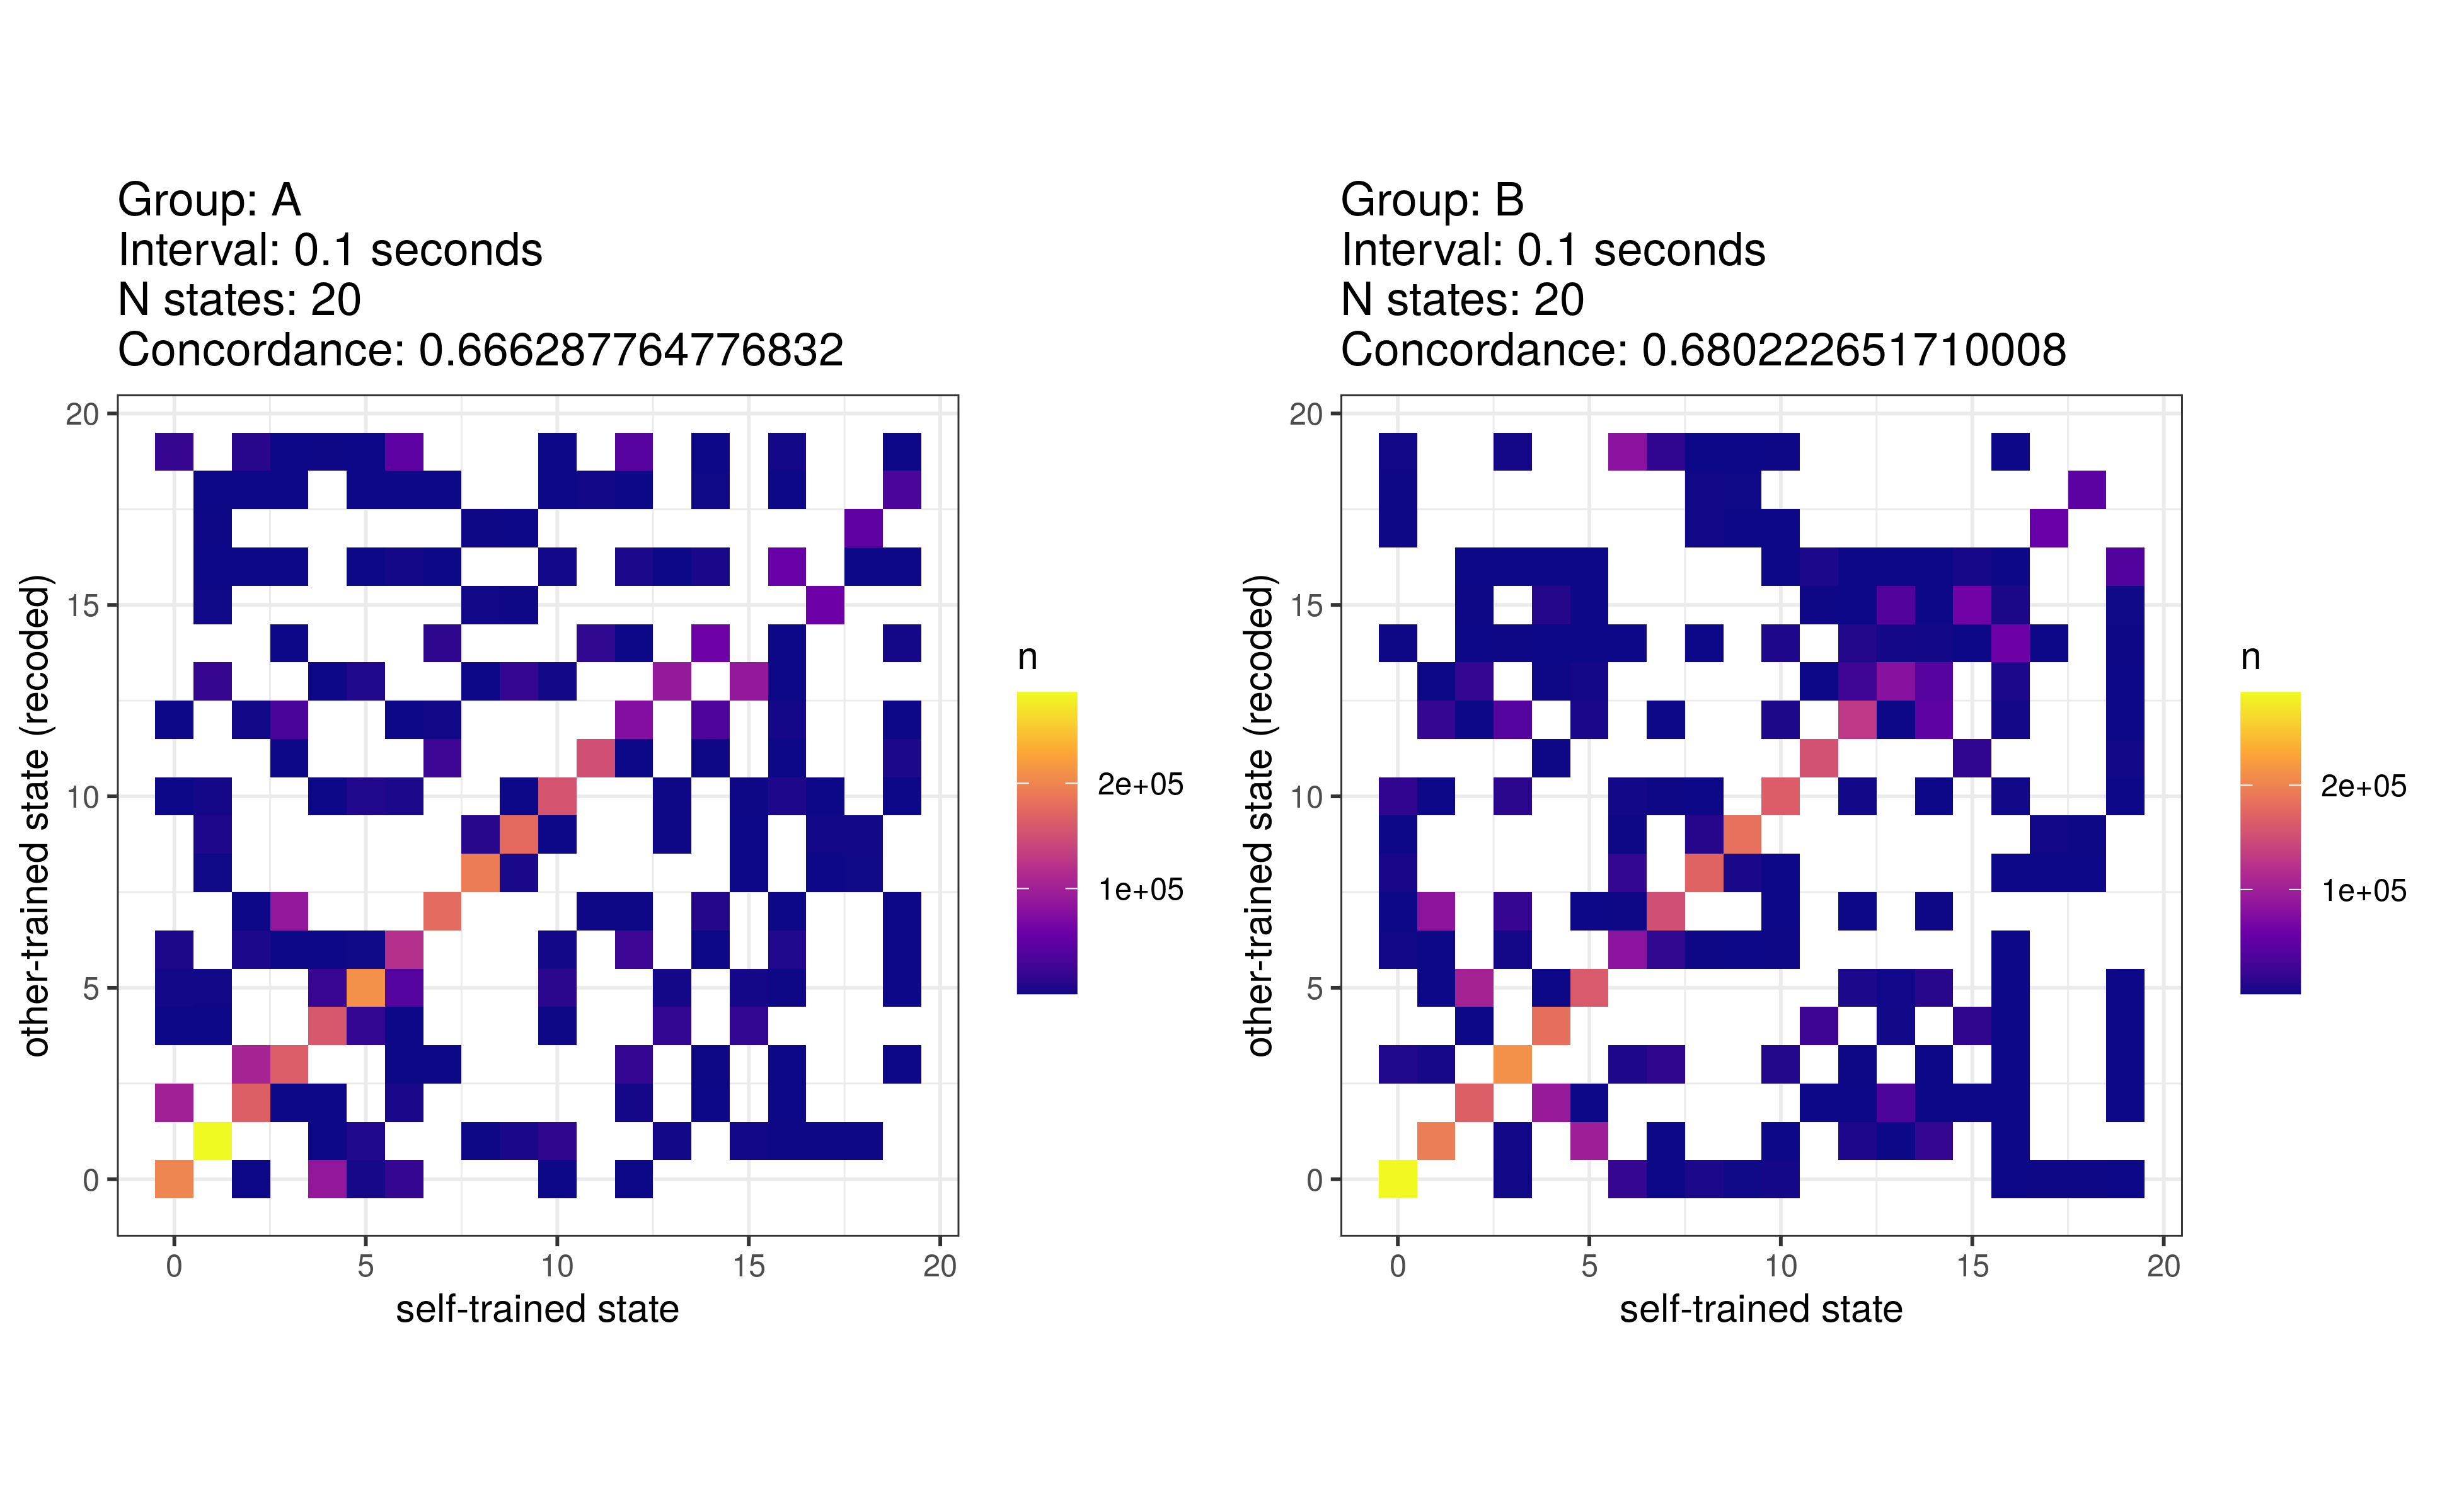 Group: A
Interval: 0.1 seconds
N states: 20
Concordance: 0.666287764776832
20
15
10
5
0
0 5 10 15 20
other-trained state (recoded)
self-trained state
n
2e+05
1e+05
Group: B
Interval: 0.1 seconds
N states: 20
Concordance: 0.680222651710008
20
15
10
5
0
0 5 10 15 20
other-trained state (recoded)
self-trained state
n
2e+05
1e+05